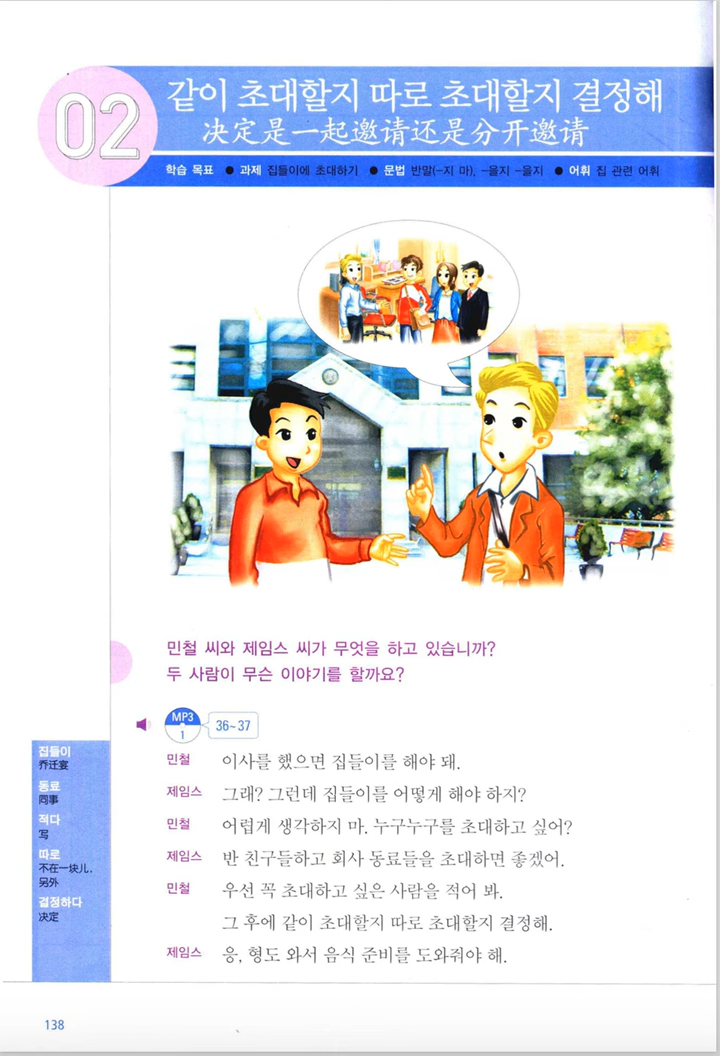 02
같이 초대할지 따로 초대할지 결정해
决定是一起邀请还是分开邀请
학습 목표 ● 과제 집들이에 초대하기 ● 문법 반말(-지 마), -을지 -을지 ● 어휘 집 관련 어휘
민철 씨와 제임스 씨가 무엇을 하고 있습니까?
두 사람이 무슨 이야기를 할까요?
MP3
1
36~37
민철 이사를 했으면 집들이를 해야 돼.
제임스 그래? 그런데 집들이를 어떻게 해야 하지?
민철 어렵게 생각하지 마. 누구누구를 초대하고 싶어?
제임스 반 친구들하고 회사 동료들을 초대하면 좋겠어.
민철 우선 꼭 초대하고 싶은 사람을 적어 봐.
그 후에 같이 초대할지 따로 초대할지 결정해.
제임스 응, 형도 와서 음식 준비를 도와줘야 해.
집들이
乔迁宴
동료
同事
적다
写
따로
不在一块儿,
另外
결정하다
决定
138